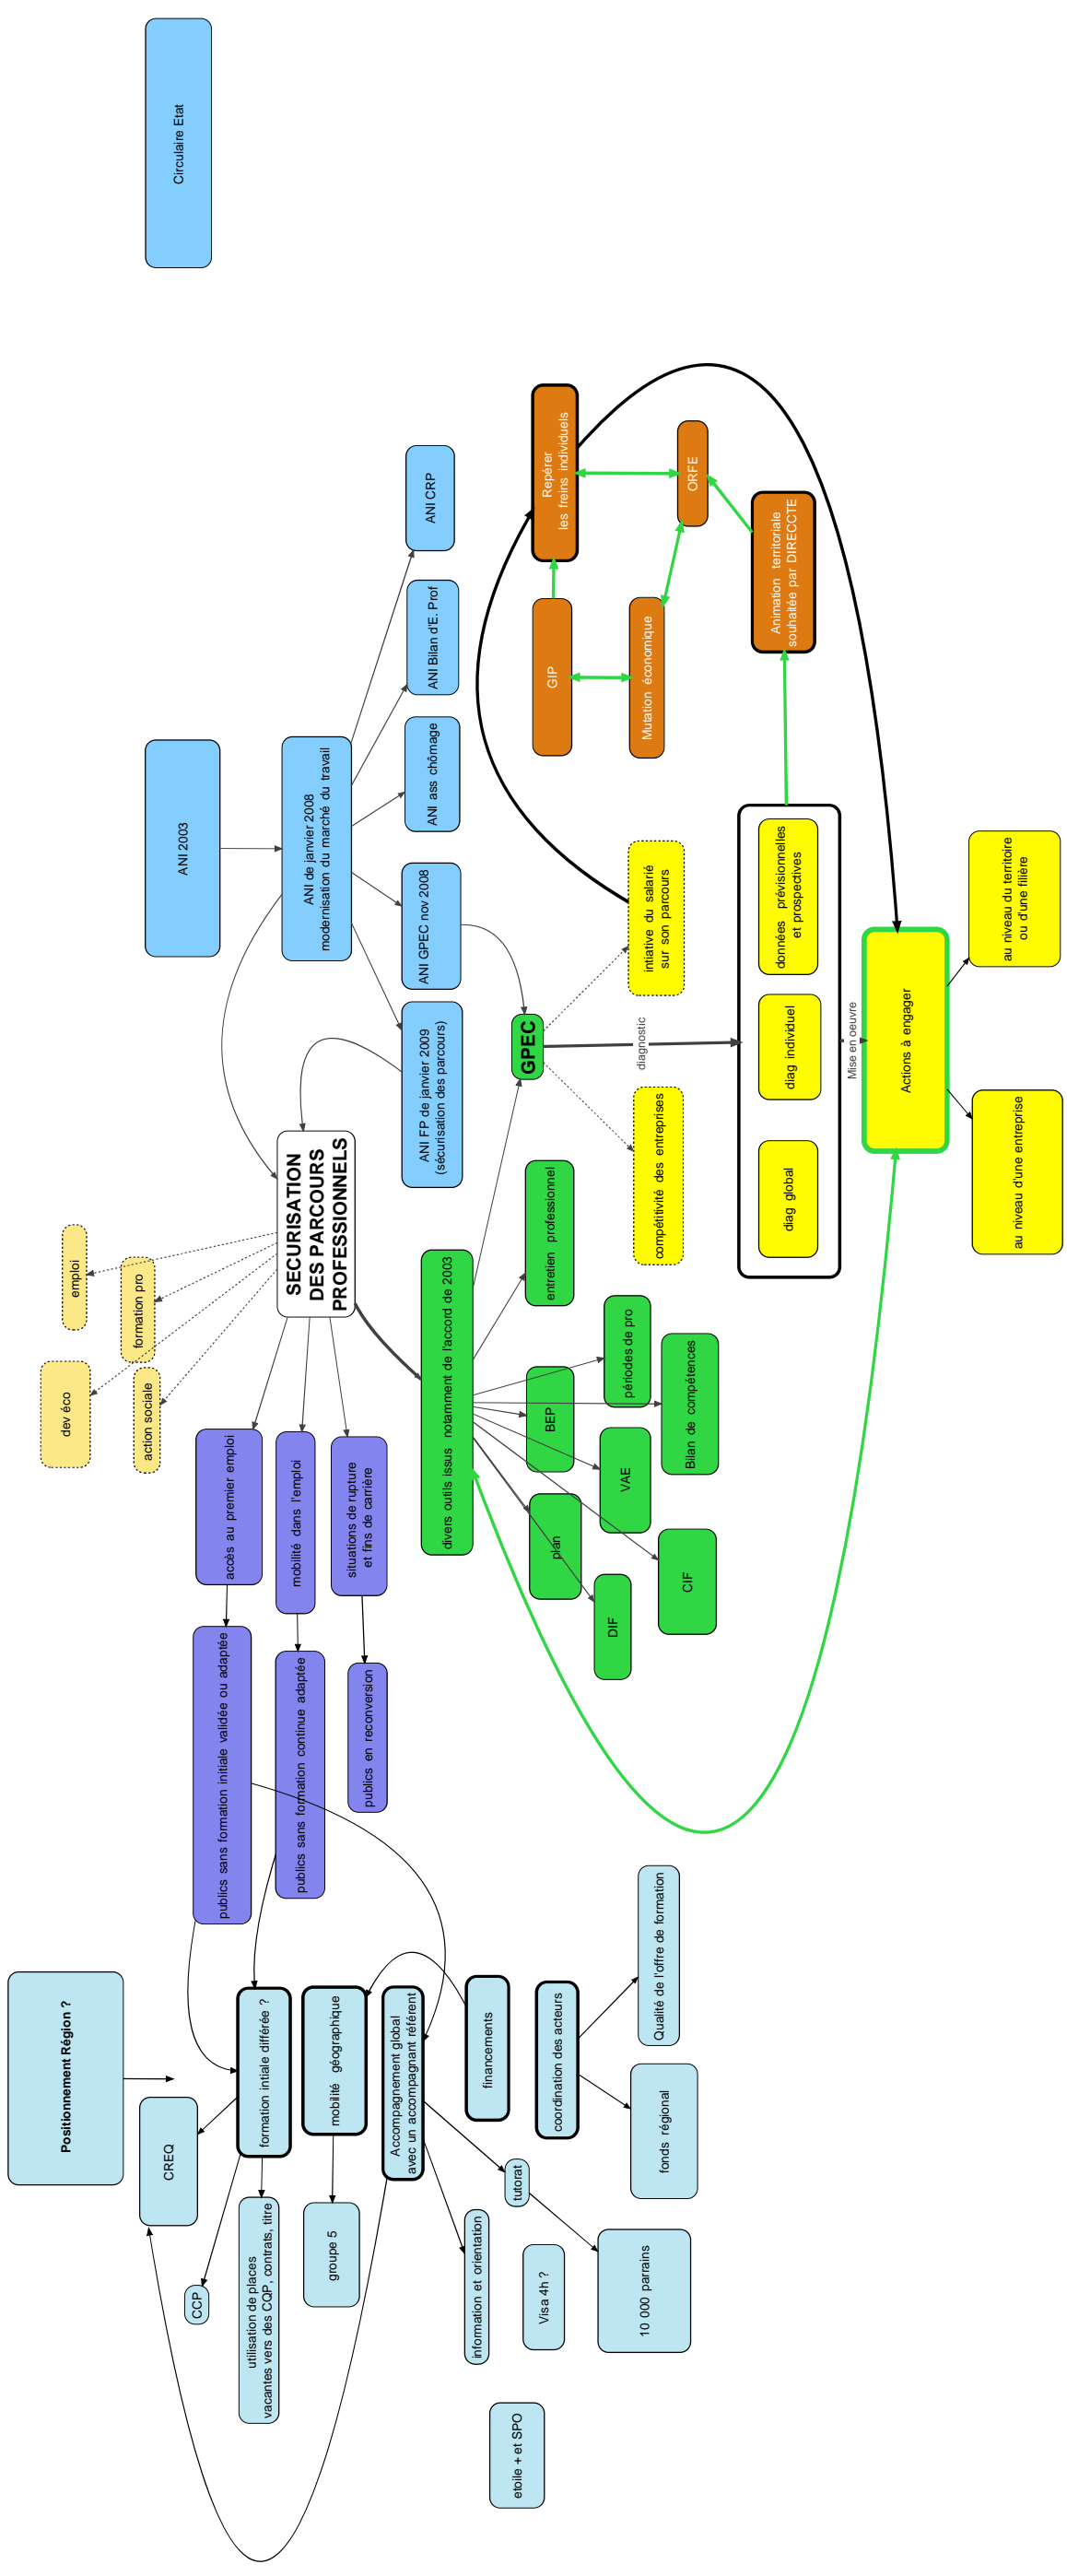 Positionnement Région ?
dev éco
emploi
CREQ
action sociale
formation pro
ANI 2003
Circulaire Etat
CCP
publics sans formation initiale validée ou adaptée
accès au premier emploi
utilisation de places
vacantes vers des CQP, contrats, titre
formation intiale différée ?
publics sans formation continue adaptée
mobilité dans l'emploi
SECURISATION
DES PARCOURS
PROFESSIONNELS
ANI de janvier 2008
modernisation du marché du travail
groupe 5
mobilité géographique
publics en reconversion
situations de rupture
et fins de carrière
Accompagnement global
avec un accompagnant référent
ANI FP de janvier 2009
(sécurisation des parcours)
ANI GPEC nov 2008
ANI ass chômage
ANI Bilan d'E. Prof
ANI CRP
divers outils issus notamment de l'accord de 2003
information et orientation
financements
etoile + et SPO
tutorat
Visa 4h ?
coordination des acteurs
plan
BEP
entretien professionnel
GPEC
GIP
Repérer
les freins individuels
10 000 parrains
fonds régional
Qualité de l'offre de formation
DIF
VAE
périodes de pro
compétitivité des entreprises
diagnostic
intiative du salarié
sur son parcours
Mutation économique
ORFE
CIF
Bilan de compétences
diag global
diag individuel
données prévisionnelles
et prospectives
Animation territoriale
souhaitée par DIRECCTE
Mise en oeuvre
Actions à engager
au niveau d'une entreprise
au niveau du territoire
ou d'une filière